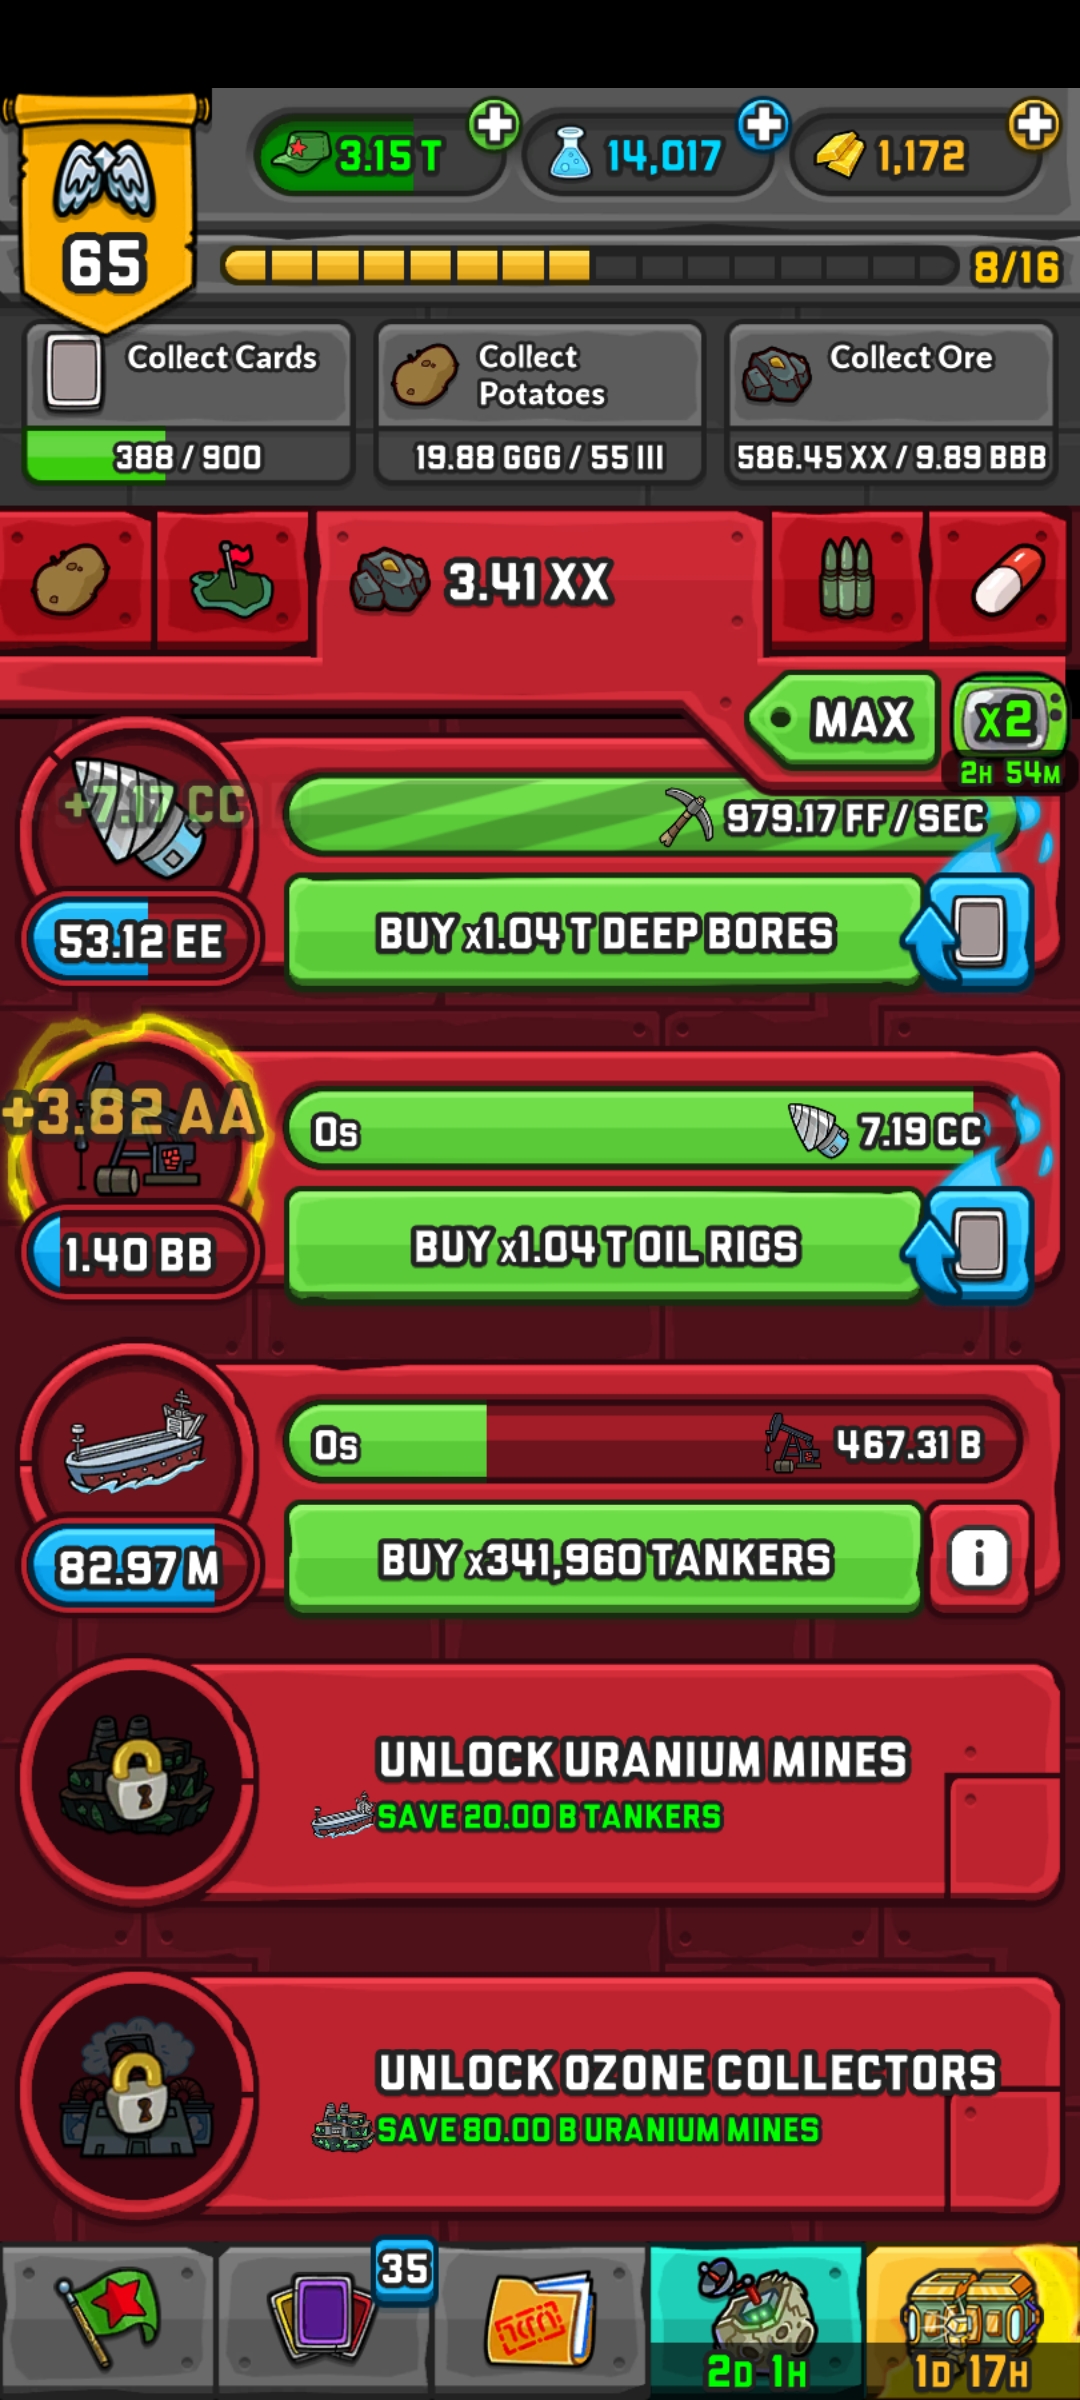 3.15 T
14,017
1,172
65
8/16
Collect Cards
388 / 900
Collect
Potatoes
19.88 GGG / 55 III
Collect Ore
586.45 XX / 9.89 BBB
3.41 XX
MAX
x2
2H 54M
+7.17 CC
979.17 FF / SEC
53.12 EE
BUY x1.04 T DEEP BORES
+3.82 AA
0s
7.19 CC
1.40 BB
BUY x1.04 T OIL RIGS
0s
467.31 B
82.97 M
BUY x341,960 TANKERS
i
UNLOCK URANIUM MINES
SAVE 20.00 B TANKERS
UNLOCK OZONE COLLECTORS
SAVE 80.00 B URANIUM MINES
35
2D 1H
1D 17H